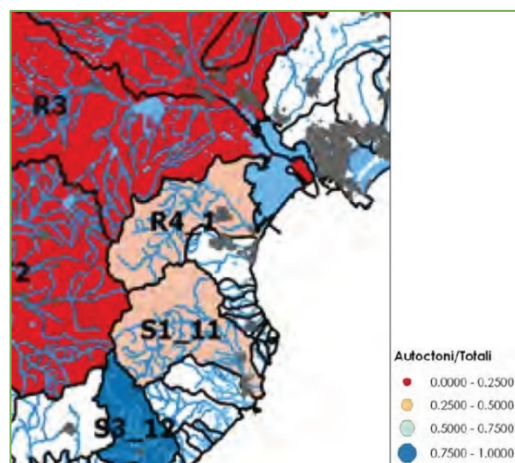 R3
R4_1
2
S1_11
S3_12
Autoctoni/Totali
0.0000 - 0.2500
0.2500 - 0.5000
0.5000 - 0.7500
0.7500 - 1.0000